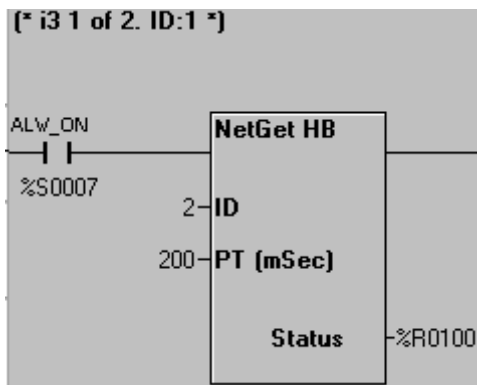 (* i3 1 of 2. ID:1 *)
ALW_ON
NetGet HB
%S0007
2 ID
200 PT (mSec)
Status %R0100